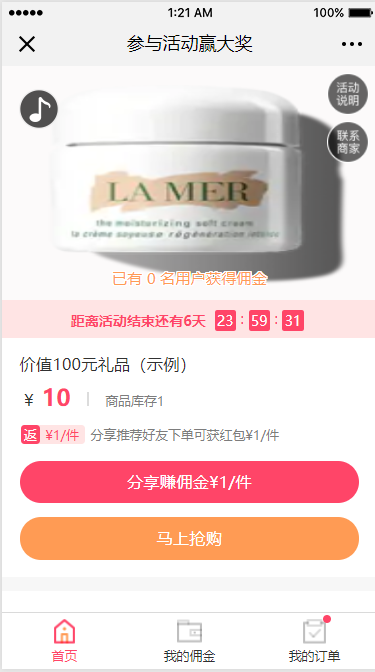 1:21 AM
100%
参与活动赢大奖
活动
说明
联系
商家
LA MER
the moisturizing soft cream
la crème soyeuse régénération intense
已有 0 名用户获得佣金
距离活动结束还有6天 23 : 59 : 31
价值100元礼品（示例）
¥ 10 商品库存1
返 ¥1/件 分享推荐好友下单可获红包¥1/件
分享赚佣金¥1/件
马上抢购
首页 我的佣金 我的订单